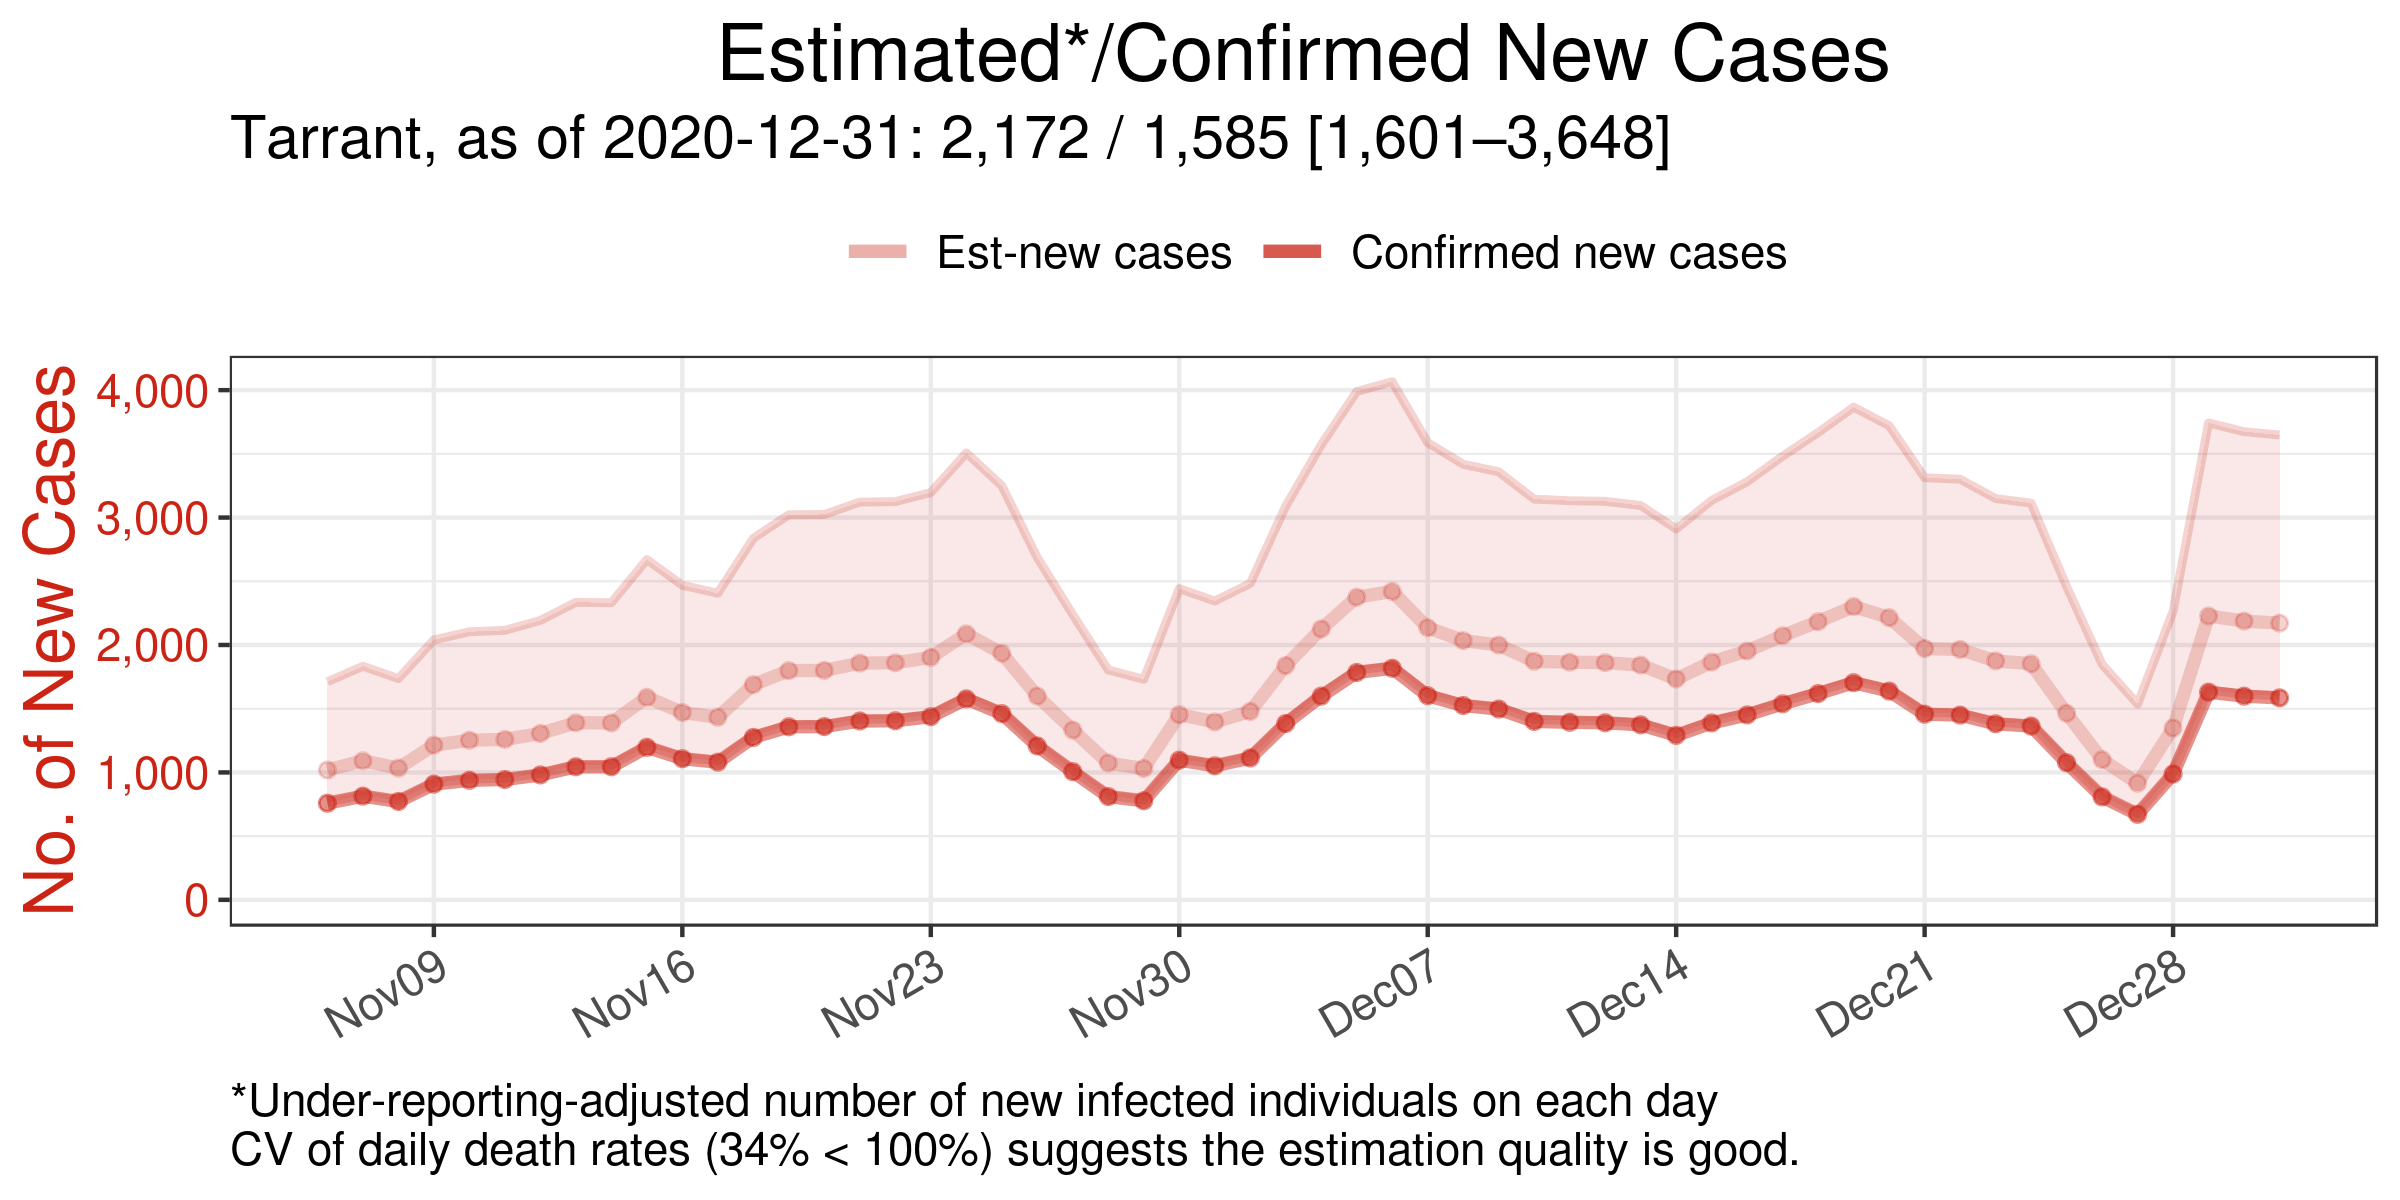 Estimated*/Confirmed New Cases
Tarrant, as of 2020-12-31: 2,172 / 1,585 [1,601–3,648]
Est-new cases
Confirmed new cases
No. of New Cases
4,000
3,000
2,000
1,000
0
Nov09
Nov16
Nov23
Nov30
Dec07
Dec14
Dec21
Dec28
*Under-reporting-adjusted number of new infected individuals on each day
CV of daily death rates (34% < 100%) suggests the estimation quality is good.